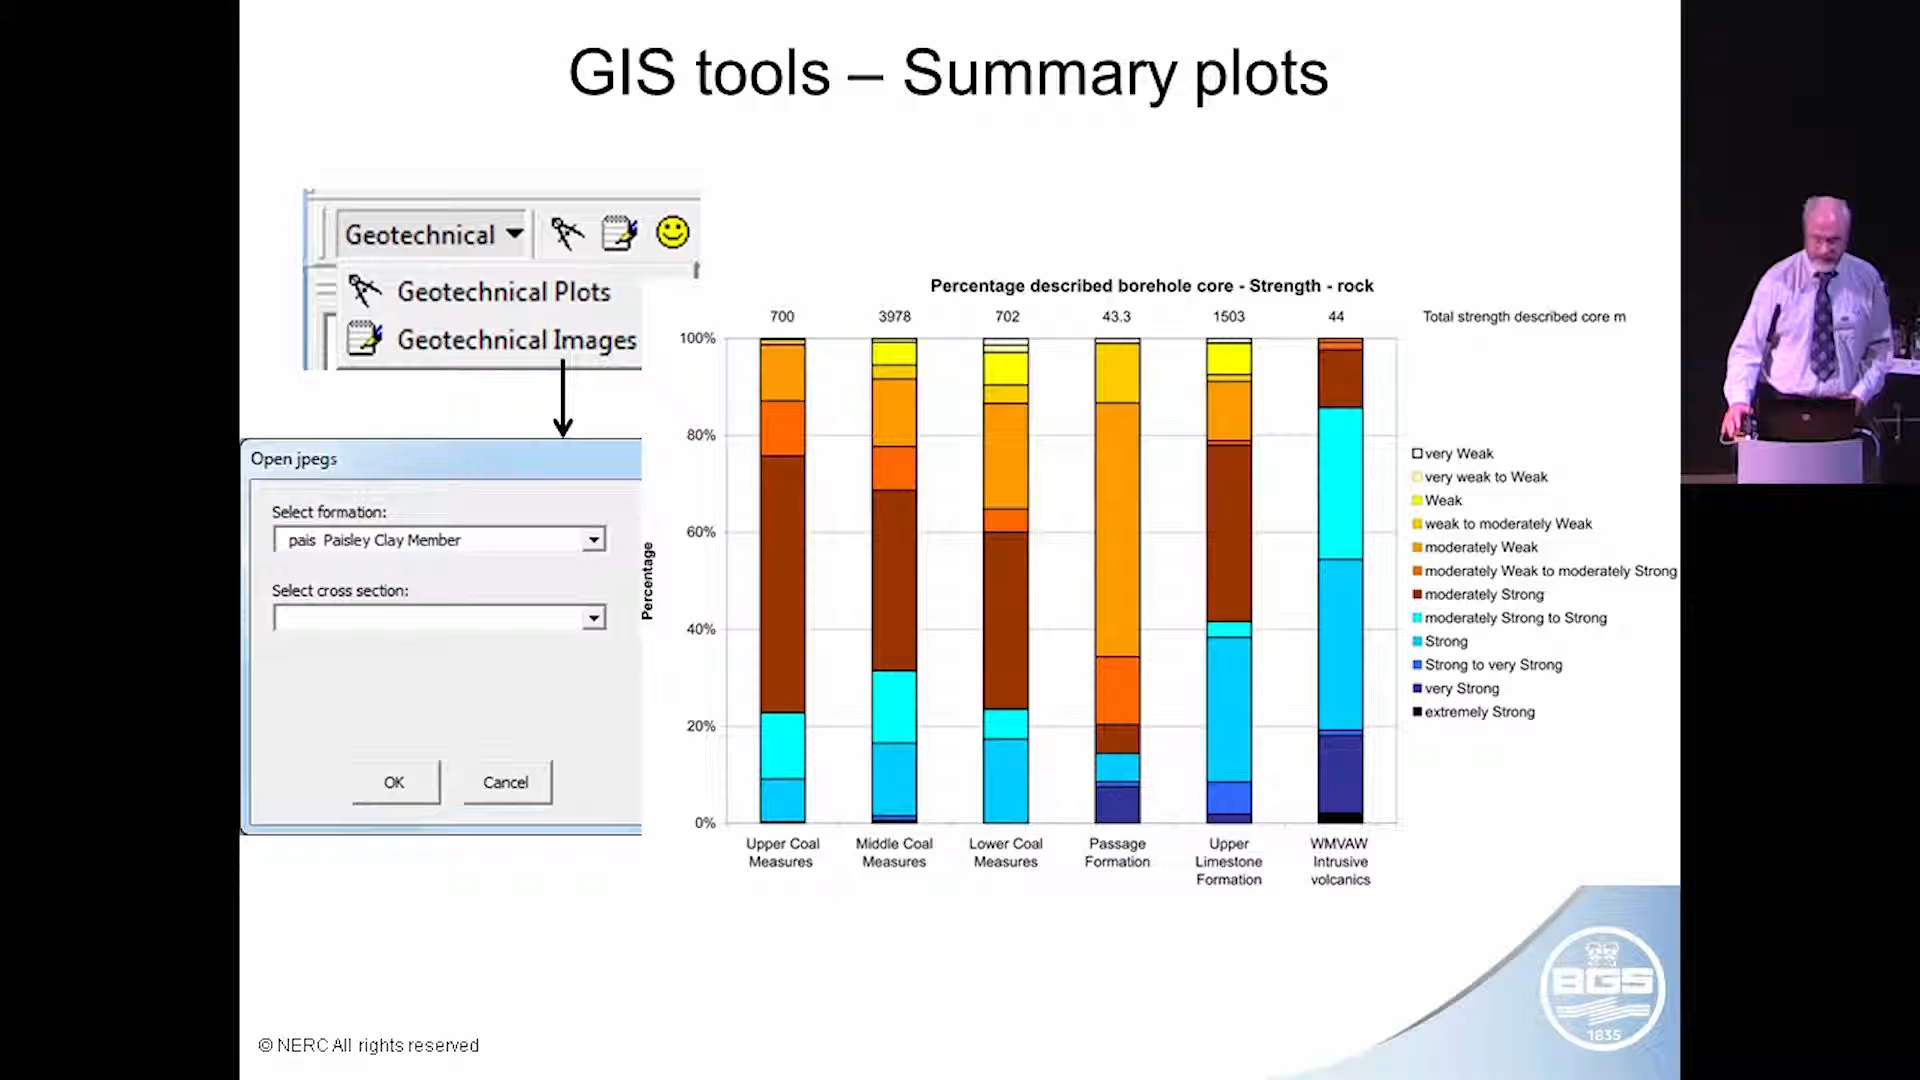 GIS tools – Summary plots
Geotechnical
Geotechnical Plots
Geotechnical Images
Open jpegs
Select formation:
pais Paisley Clay Member
Select cross section:
OK
Cancel
Percentage described borehole core - Strength - rock
700
3978
702
43.3
1503
44
Total strength described core m
100%
80%
60%
40%
20%
0%
Percentage
Upper Coal
Measures
Middle Coal
Measures
Lower Coal
Measures
Passage
Formation
Upper
Limestone
Formation
WMVAW
Intrusive
volcanics
very Weak
very weak to Weak
Weak
weak to moderately Weak
moderately Weak
moderately Weak to moderately Strong
moderately Strong
moderately Strong to Strong
Strong
Strong to very Strong
very Strong
extremely Strong
BGS
1835
© NERC All rights reserved